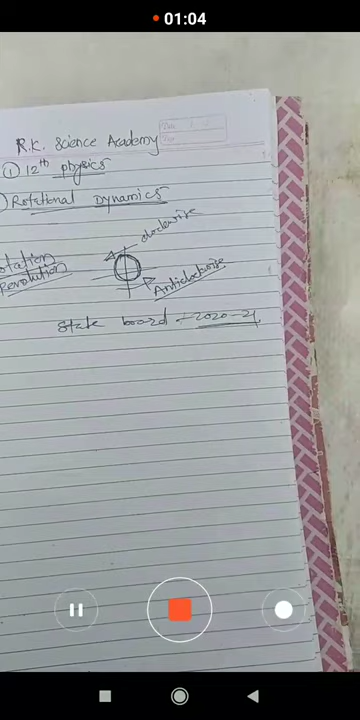 01:04
R.K. Science Academy
① 12th physics
Rotational Dynamics
clockwise
Rotation
Revolution
Anticlockwise
State board - 2020-21.